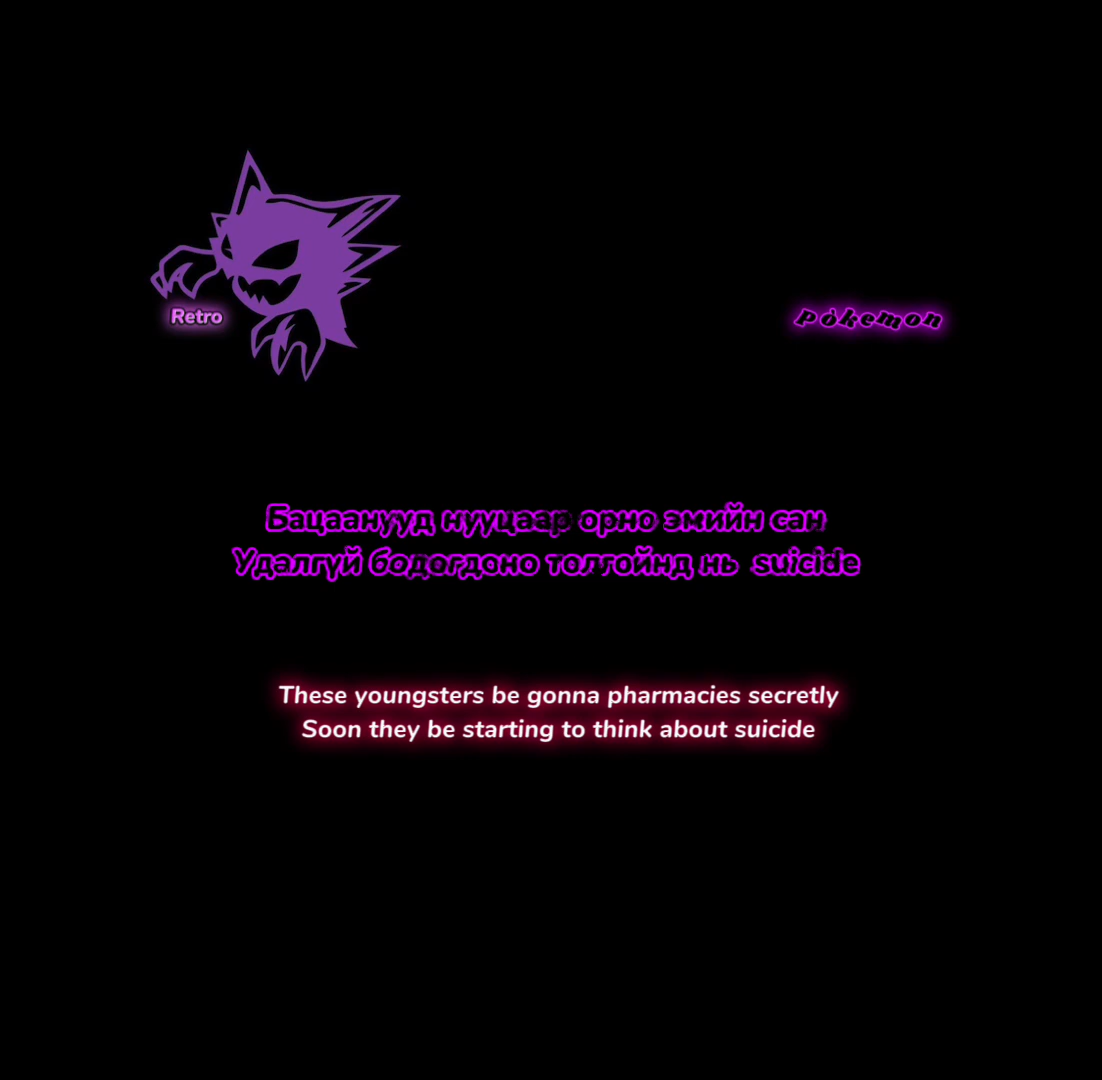 Retro
Pòkemon
Бацаанууд нууцаар орно эмийн сан
Удалгүй бодогдоно толгойнд нь suicide
These youngsters be gonna pharmacies secretly
Soon they be starting to think about suicide